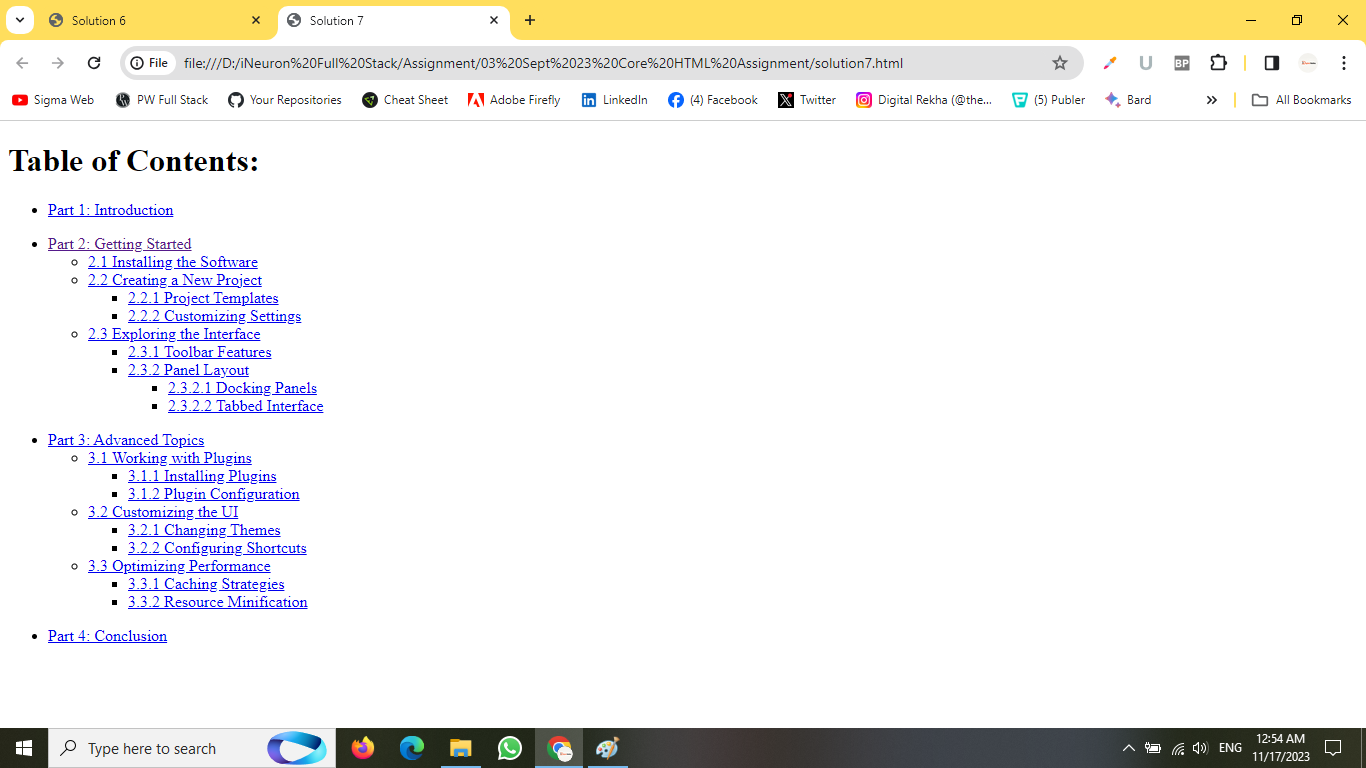 Solution 6
Solution 7
File
file:///D:/iNeuron%20Full%20Stack/Assignment/03%20Sept%2023%20Core%20HTML%20Assignment/solution7.html
U
BP
Sigma Web
PW Full Stack
Your Repositories
Cheat Sheet
Adobe Firefly
LinkedIn
(4) Facebook
Twitter
Digital Rekha (@the...
(5) Publer
Bard
All Bookmarks
Table of Contents:
Part 1: Introduction
Part 2: Getting Started
2.1 Installing the Software
2.2 Creating a New Project
2.2.1 Project Templates
2.2.2 Customizing Settings
2.3 Exploring the Interface
2.3.1 Toolbar Features
2.3.2 Panel Layout
2.3.2.1 Docking Panels
2.3.2.2 Tabbed Interface
Part 3: Advanced Topics
3.1 Working with Plugins
3.1.1 Installing Plugins
3.1.2 Plugin Configuration
3.2 Customizing the UI
3.2.1 Changing Themes
3.2.2 Configuring Shortcuts
3.3 Optimizing Performance
3.3.1 Caching Strategies
3.3.2 Resource Minification
Part 4: Conclusion
Type here to search
ENG
12:54 AM
11/17/2023